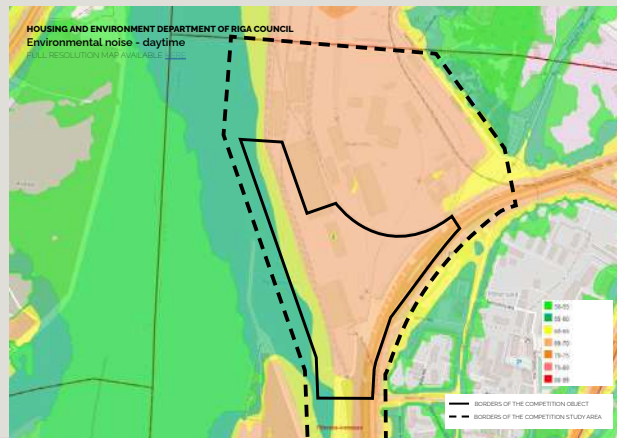 HOUSING AND ENVIRONMENT DEPARTMENT OF RIGA COUNCIL
Environmental noise - daytime
FULL RESOLUTION MAP AVAILABLE HERE
50-55
55-60
60-65
65-70
70-75
75-80
80-85
BORDERS OF THE COMPETITION OBJECT
BORDERS OF THE COMPETITION STUDY AREA